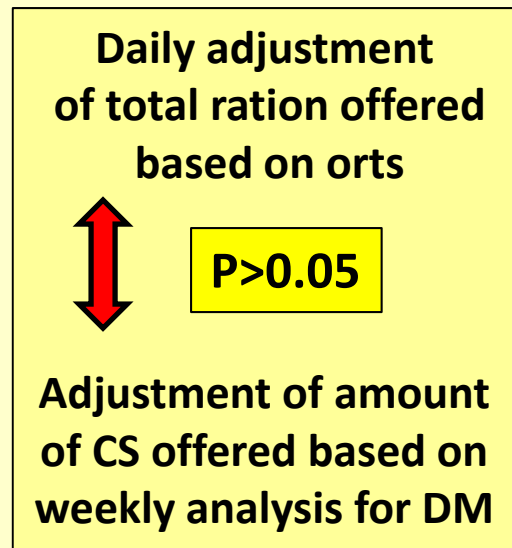 Daily adjustment
of total ration offered
based on orts
P>0.05
Adjustment of amount
of CS offered based on
weekly analysis for DM